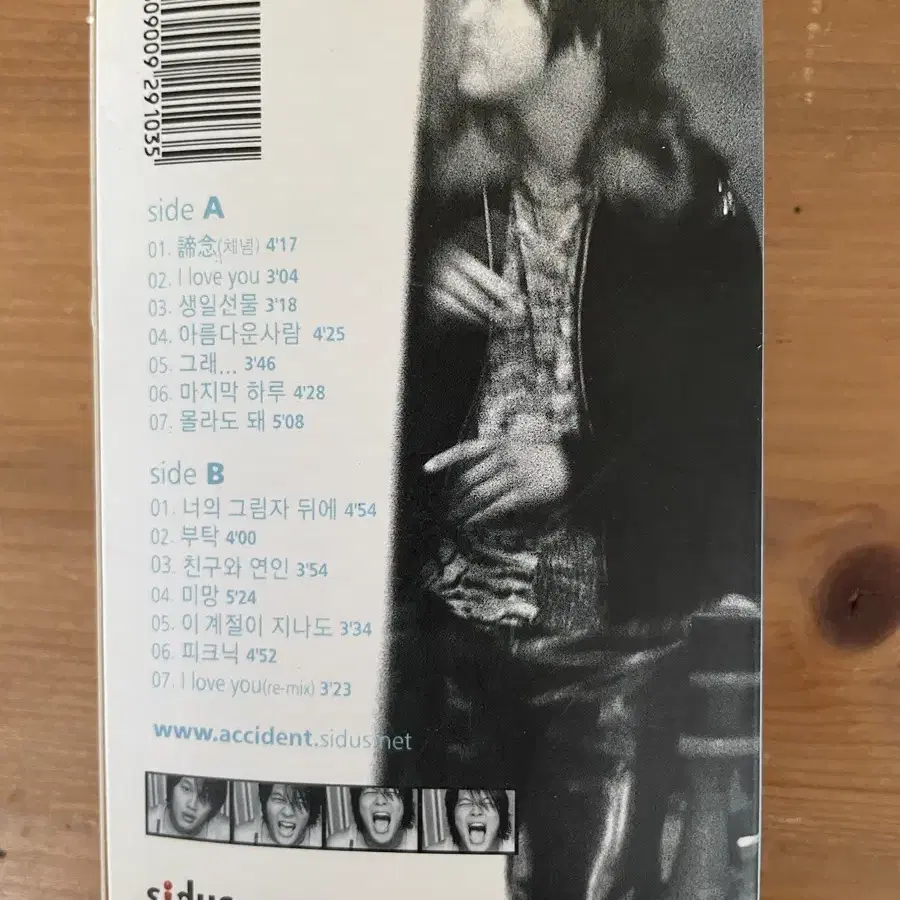 09009 291035
side A
01. 諦念(체념) 4'17
02. I love you 3'04
03. 생일선물 3'18
04. 아름다운사람 4'25
05. 그래... 3'46
06. 마지막 하루 4'28
07. 몰라도 돼 5'08
side B
01. 너의 그림자 뒤에 4'54
02. 부탁 4'00
03. 친구와 연인 3'54
04. 미망 5'24
05. 이 계절이 지나도 3'34
06. 피크닉 4'52
07. I love you(re-mix) 3'23
www.accident.sidus.net
sidus